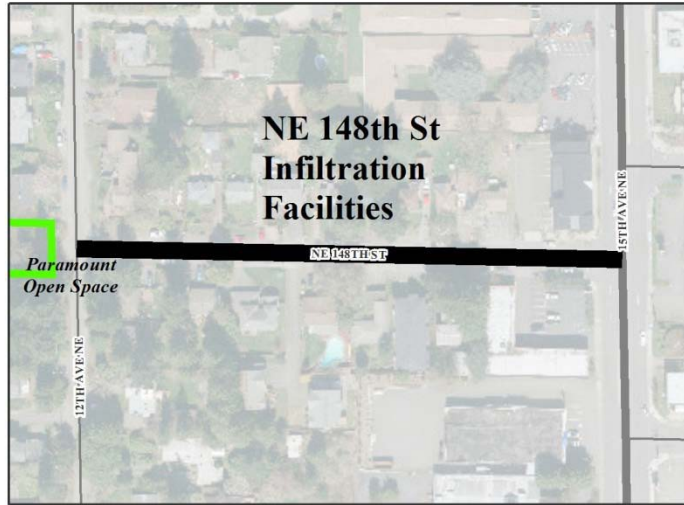 NE 148th St
Infiltration
Facilities
15TH AVE NE
NE 148TH ST
Paramount
Open Space
12TH AVE NE